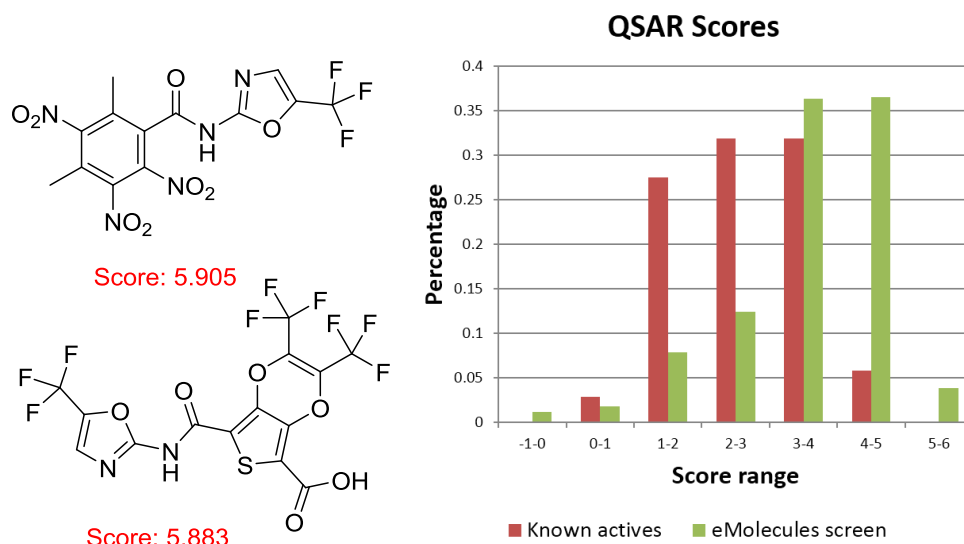 QSAR Scores
O
N
F
F
F
O
N
H
O2N
NO2
NO2
Score: 5.905
F
F
F
F
F
F
F
F
F
O
O
O
O
N
N
H
S
O
OH
Score: 5.883
Percentage
0.4
0.35
0.3
0.25
0.2
0.15
0.1
0.05
0
-1-0 0-1 1-2 2-3 3-4 4-5 5-6
Score range
Known actives eMolecules screen